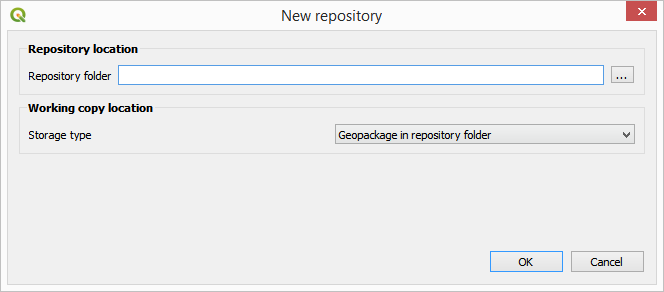 New repository
Repository location
Repository folder
...
Working copy location
Storage type
Geopackage in repository folder
OK
Cancel